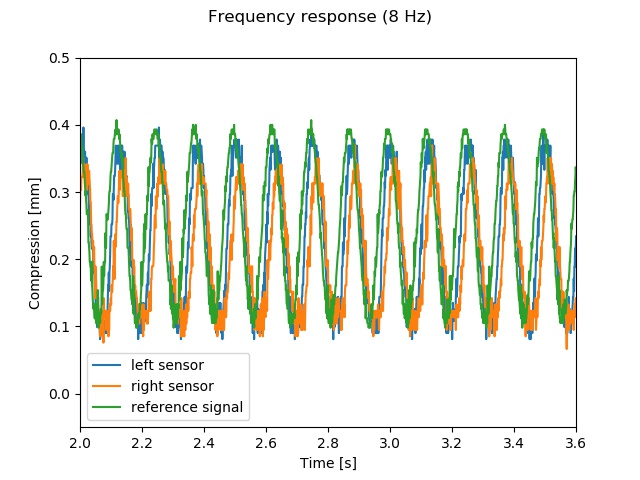 Frequency response (8 Hz)
0.5
0.4
0.3
0.2
0.1
0.0
Compression [mm]
left sensor
right sensor
reference signal
2.0 2.2 2.4 2.6 2.8 3.0 3.2 3.4 3.6
Time [s]